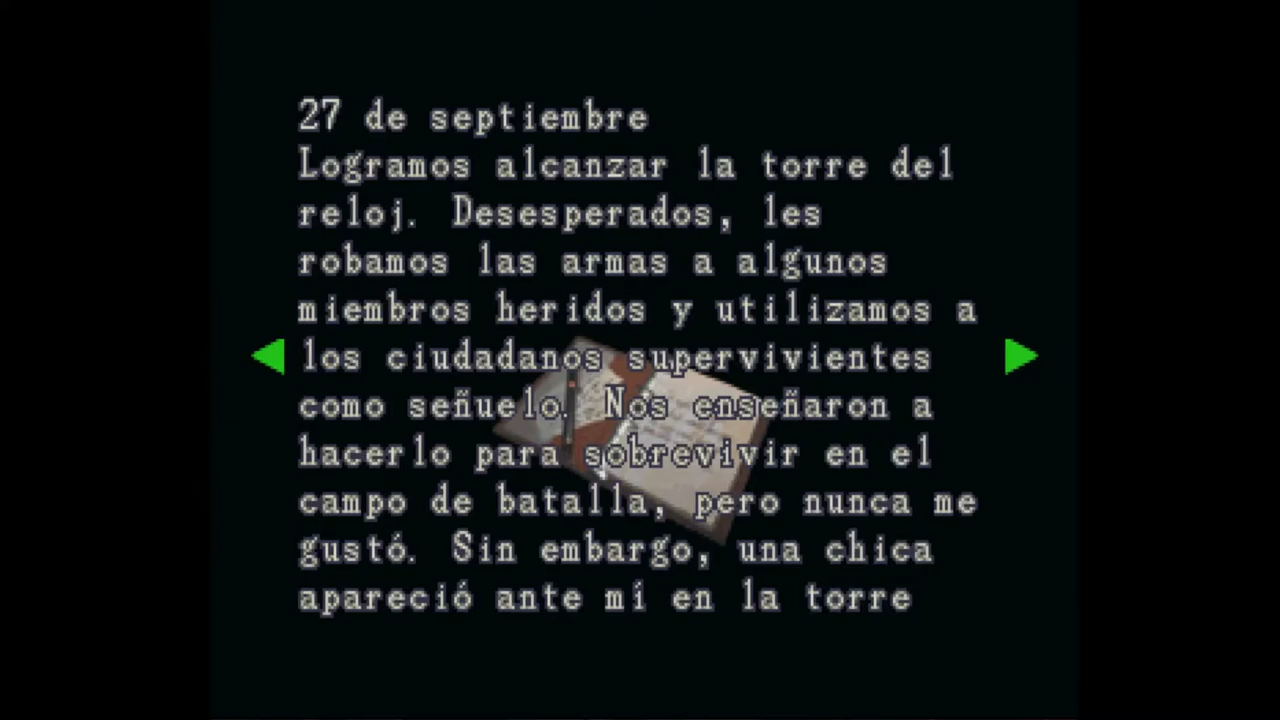 27 de septiembre
Logramos alcanzar la torre del
reloj. Desesperados, les
robamos las armas a algunos
miembros heridos y utilizamos a
los ciudadanos supervivientes
como señuelo. Nos enseñaron a
hacerlo para sobrevivir en el
campo de batalla, pero nunca me
gustó. Sin embargo, una chica
apareció ante mí en la torre